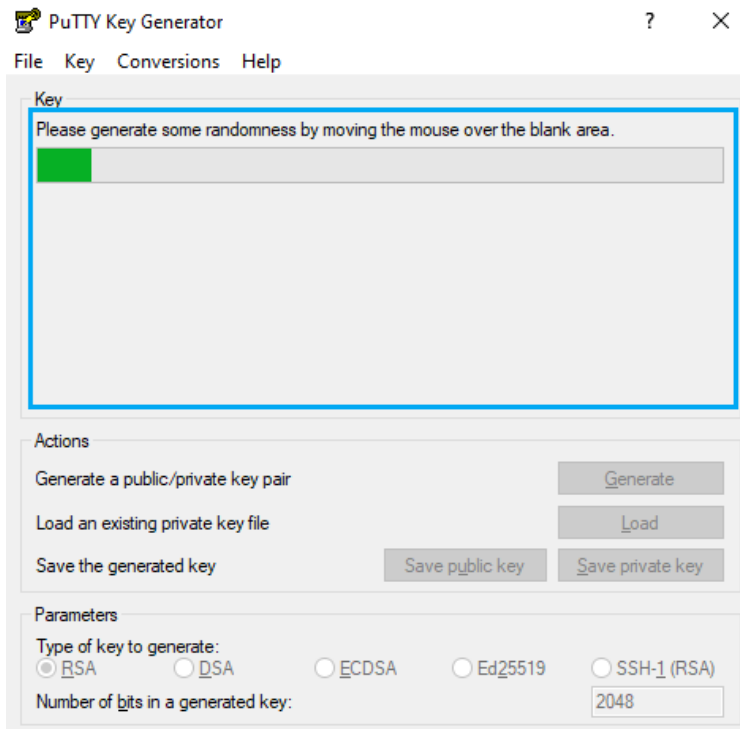 PuTTY Key Generator ? ×
File Key Conversions Help
Key
Please generate some randomness by moving the mouse over the blank area.
Actions
Generate a public/private key pair Generate
Load an existing private key file Load
Save the generated key Save public key Save private key
Parameters
Type of key to generate:
RSA DSA ECDSA Ed25519 SSH-1 (RSA)
Number of bits in a generated key: 2048